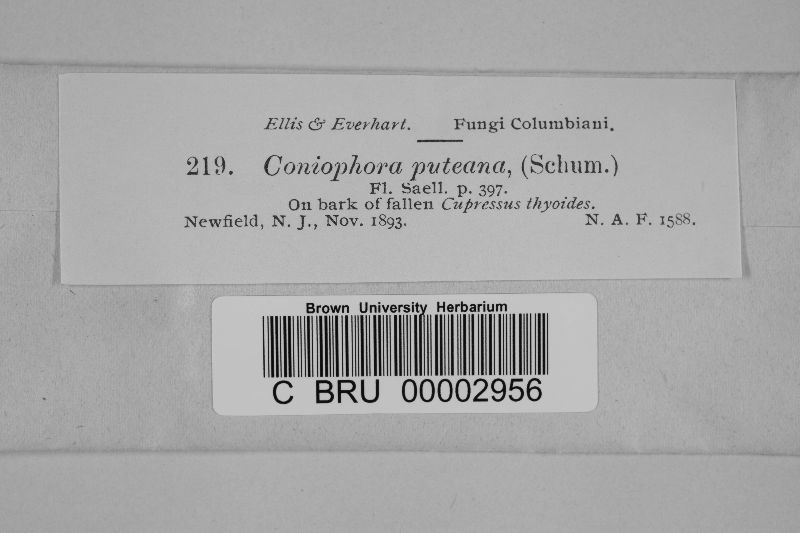 Ellis & Everhart. Fungi Columbiani.
219. Coniophora puteana, (Schum.)
Fl. Saell. p. 397.
On bark of fallen Cupressus thyoides.
Newfield, N. J., Nov. 1893. N. A. F. 1588.
Brown University Herbarium
C BRU 00002956